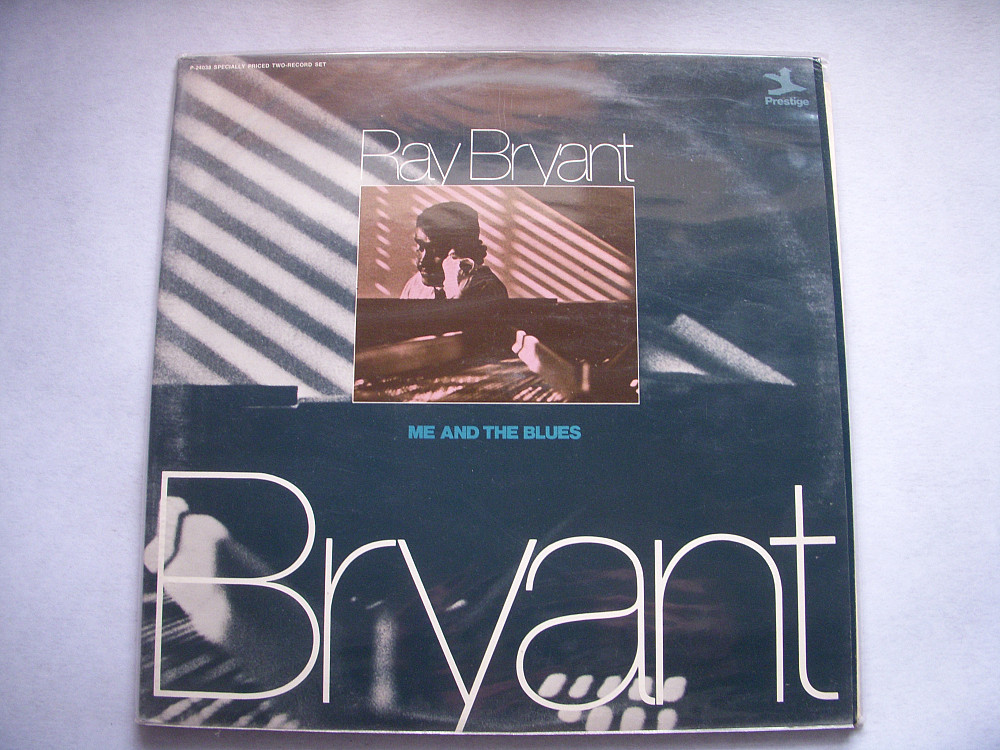 P-24038 SPECIALLY PRICED TWO-RECORD SET
Prestige
Ray Bryant
ME AND THE BLUES
Bryant